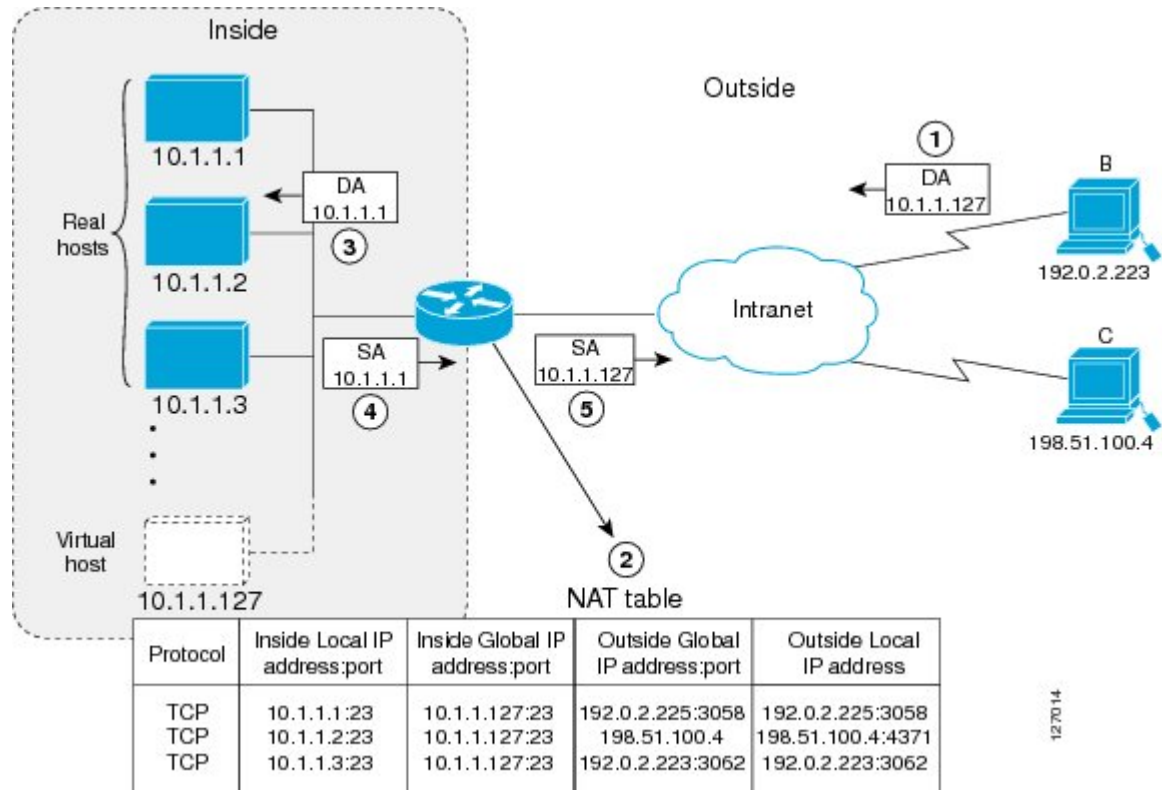 Inside
Outside
10.1.1.1
DA
10.1.1.1
3
1
DA
10.1.1.127
B
192.0.2.223
Real
hosts
10.1.1.2
Intranet
10.1.1.3
SA
10.1.1.1
4
SA
10.1.1.127
5
C
198.51.100.4
Virtual
host
10.1.1.127
2
NAT table
Protocol
Inside Local IP
address:port
Inside Global IP
address:port
Outside Global
IP address:port
Outside Local
IP address
TCP 10.1.1.1:23 10.1.1.127:23 192.0.2.225:3058 192.0.2.225:3058
TCP 10.1.1.2:23 10.1.1.127:23 198.51.100.4 198.51.100.4:4371
TCP 10.1.1.3:23 10.1.1.127:23 192.0.2.223:3062 192.0.2.223:3062
127014